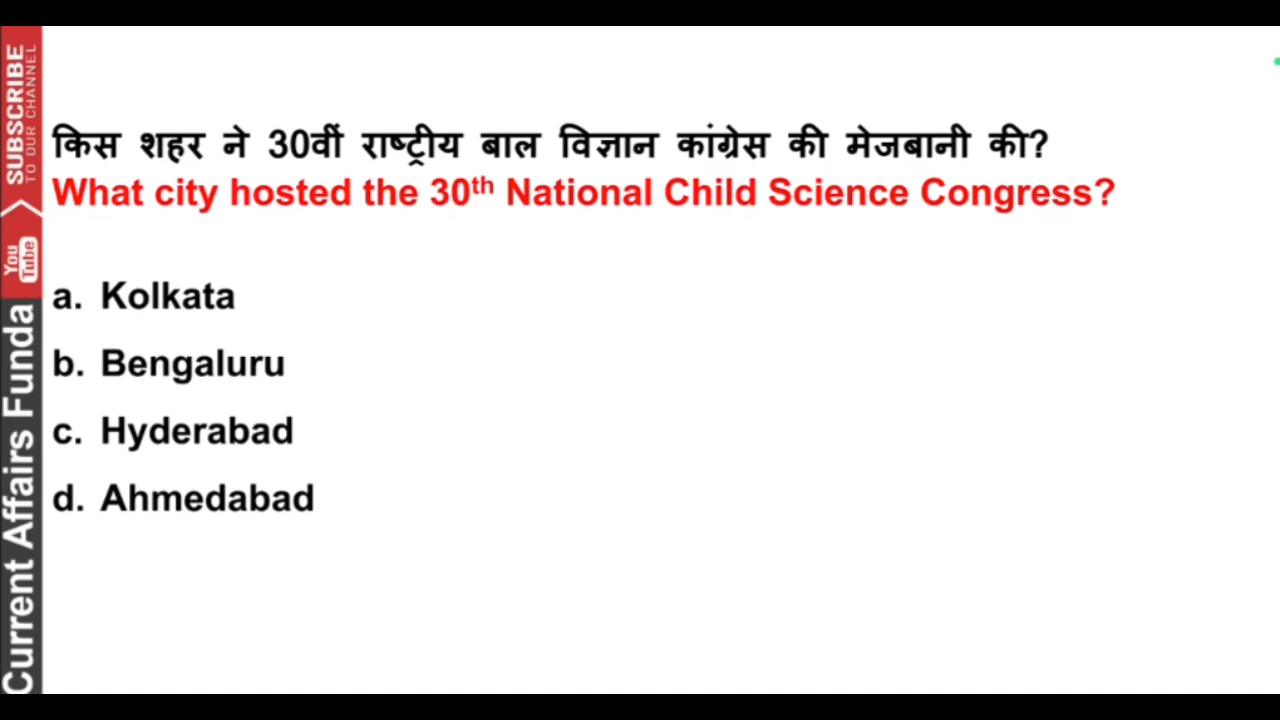 किस शहर ने 30वीं राष्ट्रीय बाल विज्ञान कांग्रेस की मेजबानी की?
What city hosted the 30th National Child Science Congress?
a. Kolkata
b. Bengaluru
c. Hyderabad
d. Ahmedabad
SUBSCRIBE
TO OUR CHANNEL
You
Tube
Current Affairs Funda